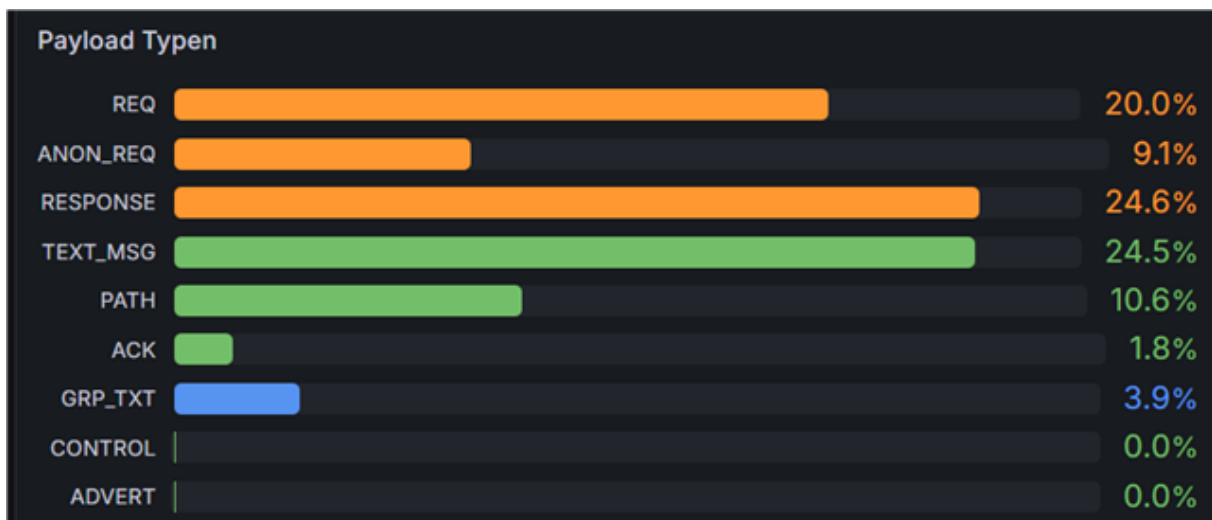 Payload Typen
REQ 20.0%
ANON_REQ 9.1%
RESPONSE 24.6%
TEXT_MSG 24.5%
PATH 10.6%
ACK 1.8%
GRP_TXT 3.9%
CONTROL 0.0%
ADVERT 0.0%